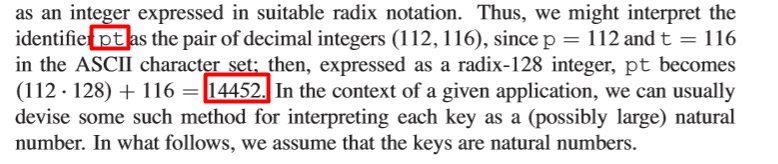 as an integer expressed in suitable radix notation. Thus, we might interpret the
identifier pt as the pair of decimal integers (112, 116), since p = 112 and t = 116
in the ASCII character set; then, expressed as a radix-128 integer, pt becomes
(112 · 128) + 116 = 14452. In the context of a given application, we can usually
devise some such method for interpreting each key as a (possibly large) natural
number. In what follows, we assume that the keys are natural numbers.